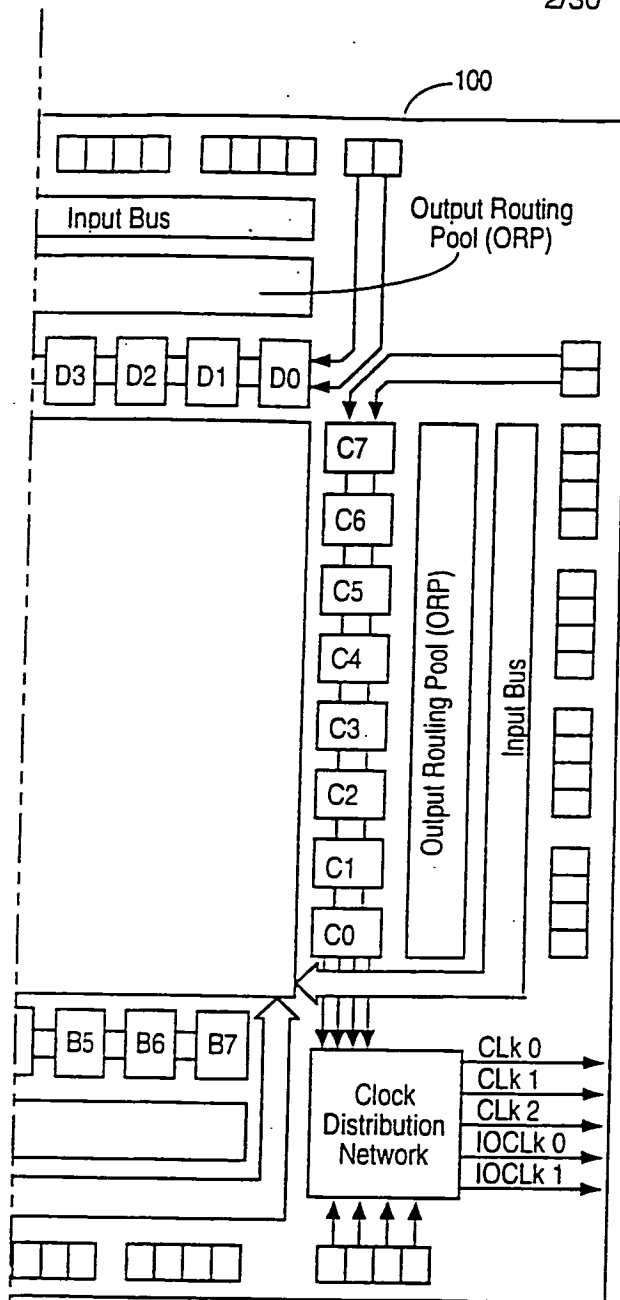 2/30
100
Input Bus
Output Routing
Pool (ORP)
D3
D2
D1
D0
C7
C6
C5
C4
C3
C2
C1
C0
Output Routing Pool (ORP)
Input Bus
B5
B6
B7
Clock
Distribution
Network
CLk 0
CLk 1
CLk 2
IOCLk 0
IOCLk 1